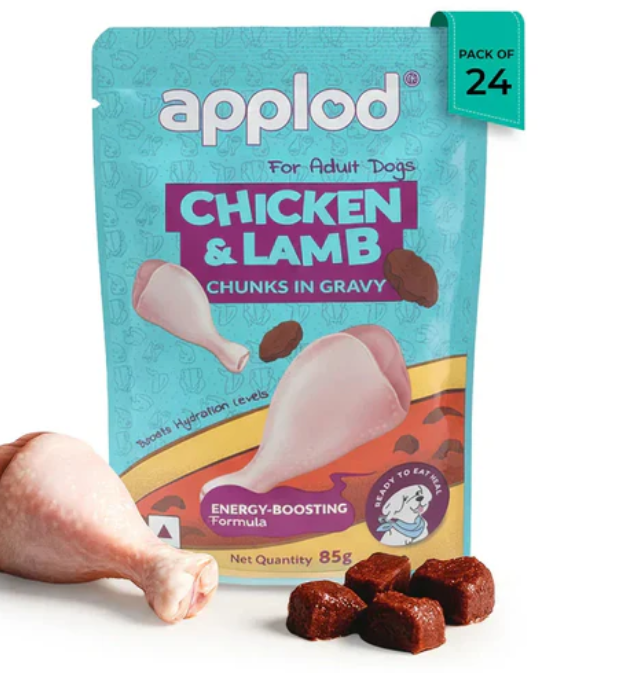 applod®
PACK OF
24
For Adult Dogs
CHICKEN
& LAMB
CHUNKS IN GRAVY
Boosts Hydration Levels
ENERGY-BOOSTING
Formula
READY TO EAT MEAL
Net Quantity 85g